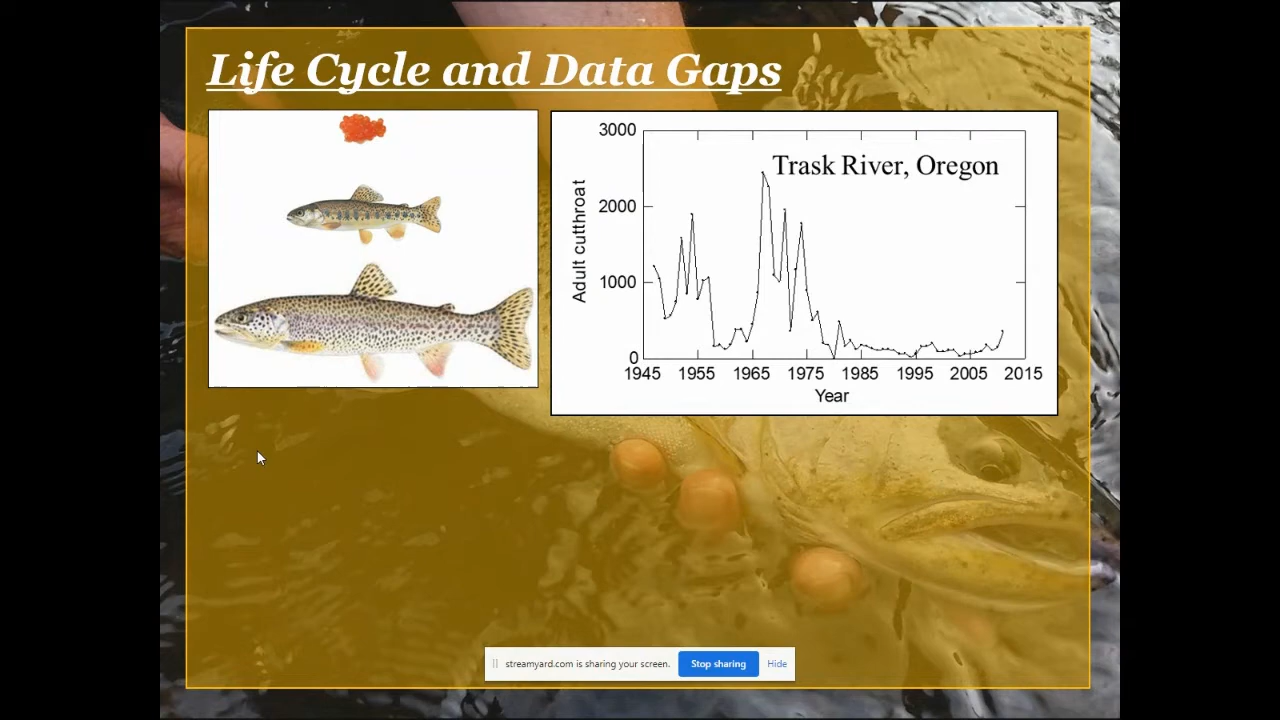 Life Cycle and Data Gaps
Trask River, Oregon
Adult cutthroat
3000
2000
1000
0
1945 1955 1965 1975 1985 1995 2005 2015
Year
streamyard.com is sharing your screen. Stop sharing Hide